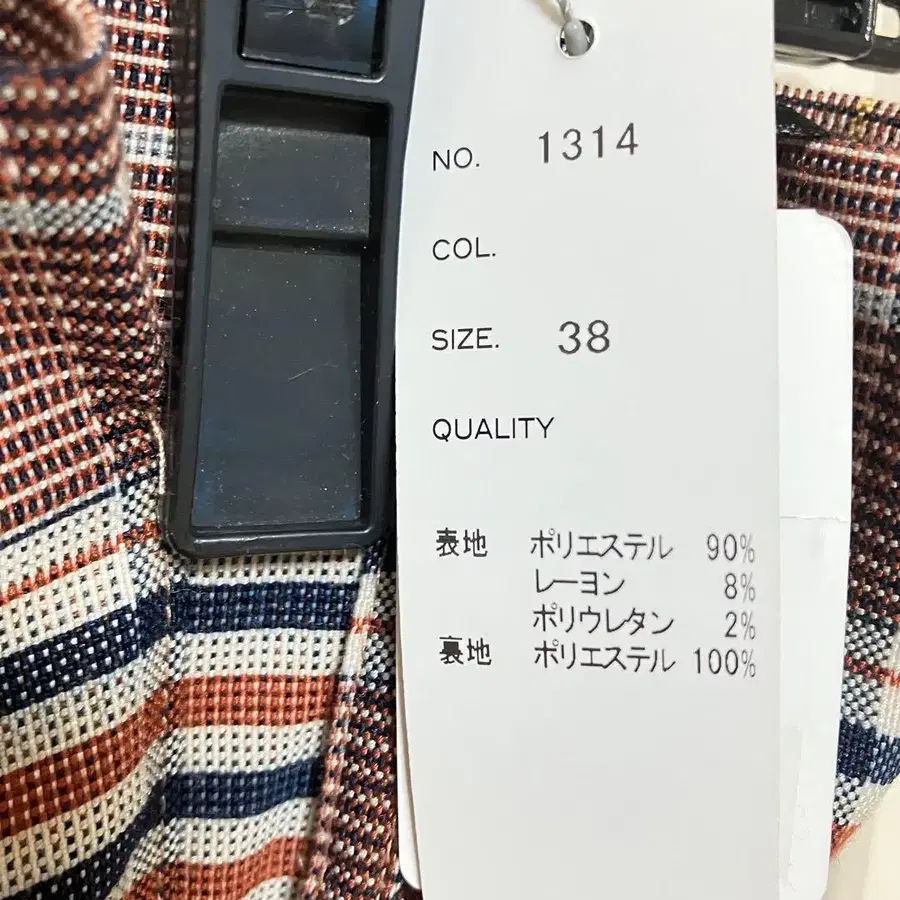 NO. 1314
COL.
SIZE. 38
QUALITY
表地 ポリエステル 90%
レーヨン 8%
ポリウレタン 2%
裏地 ポリエステル 100%